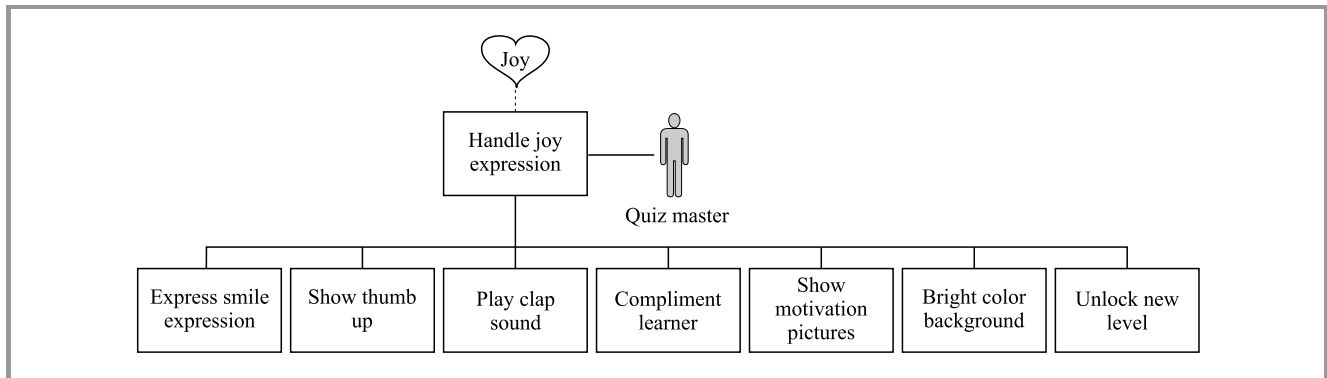 Joy
Handle joy
expression
Quiz master
Express smile
expression
Show thumb
up
Play clap
sound
Compliment
learner
Show
motivation
pictures
Bright color
background
Unlock new
level